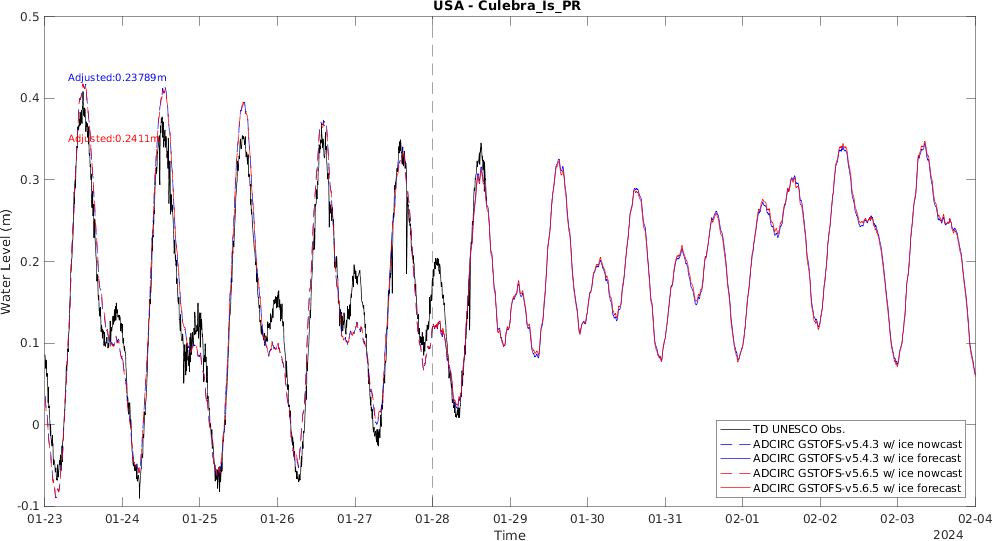 USA - Culebra_Is_PR
0.5
0.4
0.3
0.2
0.1
0
-0.1
Water Level (m)
Adjusted:0.23789m
Adjusted:0.2411m
TD UNESCO Obs.
ADCIRC GSTOFS-v5.4.3 w/ ice nowcast
ADCIRC GSTOFS-v5.4.3 w/ ice forecast
ADCIRC GSTOFS-v5.6.5 w/ ice nowcast
ADCIRC GSTOFS-v5.6.5 w/ ice forecast
01-23 01-24 01-25 01-26 01-27 01-28 01-29 01-30 01-31 02-01 02-02 02-03 02-04
Time
2024